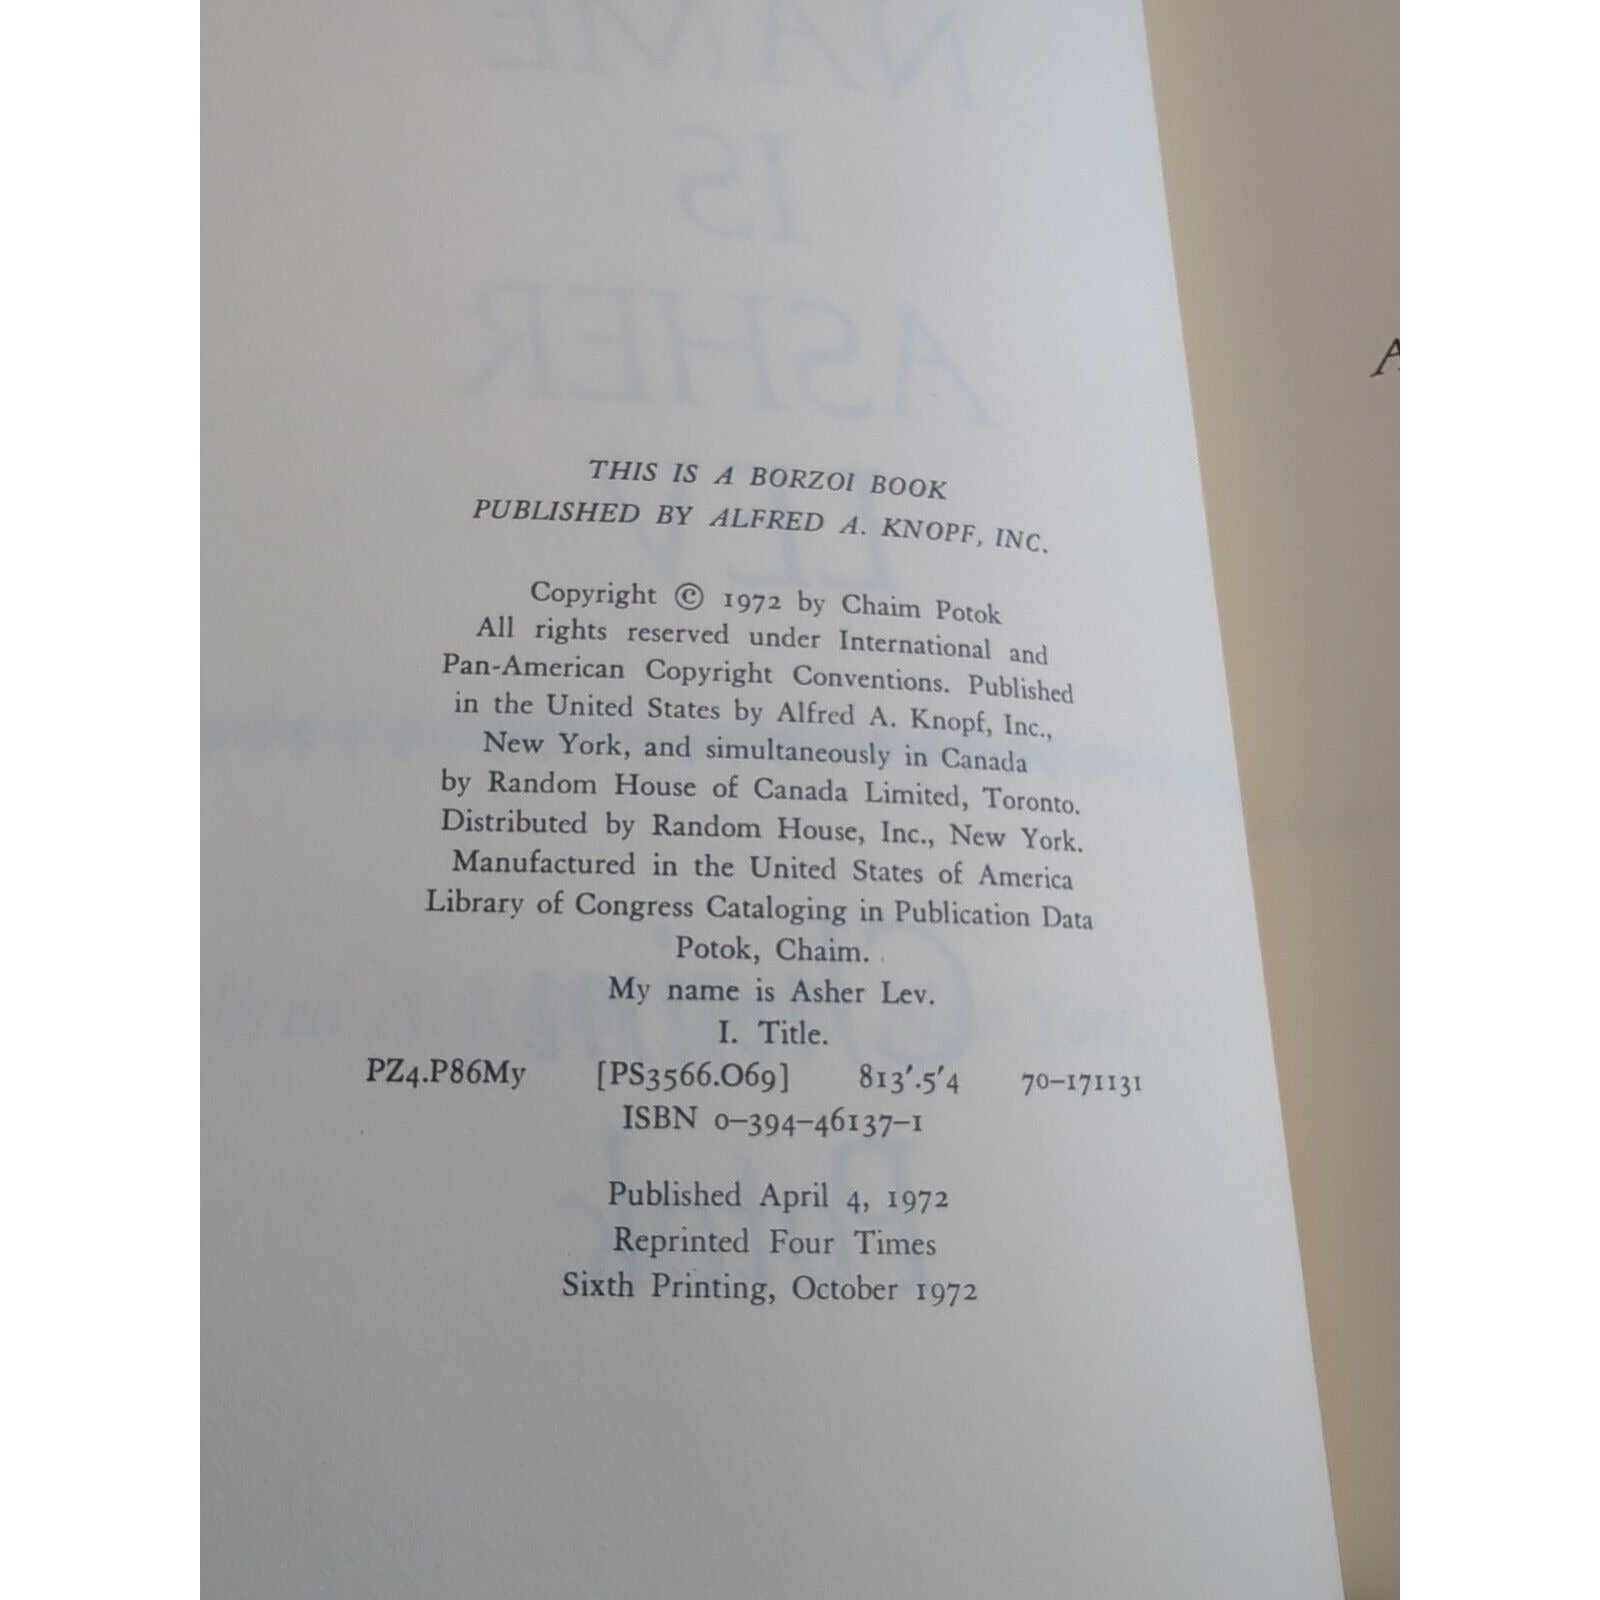 THIS IS A BORZOI BOOK
PUBLISHED BY ALFRED A. KNOPF, INC.
Copyright © 1972 by Chaim Potok
All rights reserved under International and
Pan-American Copyright Conventions. Published
in the United States by Alfred A. Knopf, Inc.,
New York, and simultaneously in Canada
by Random House of Canada Limited, Toronto.
Distributed by Random House, Inc., New York.
Manufactured in the United States of America
Library of Congress Cataloging in Publication Data
Potok, Chaim.
My name is Asher Lev.
I. Title.
PZ4.P86My [PS3566.O69] 813'.5'4 70-171131
ISBN 0-394-46137-1
Published April 4, 1972
Reprinted Four Times
Sixth Printing, October 1972